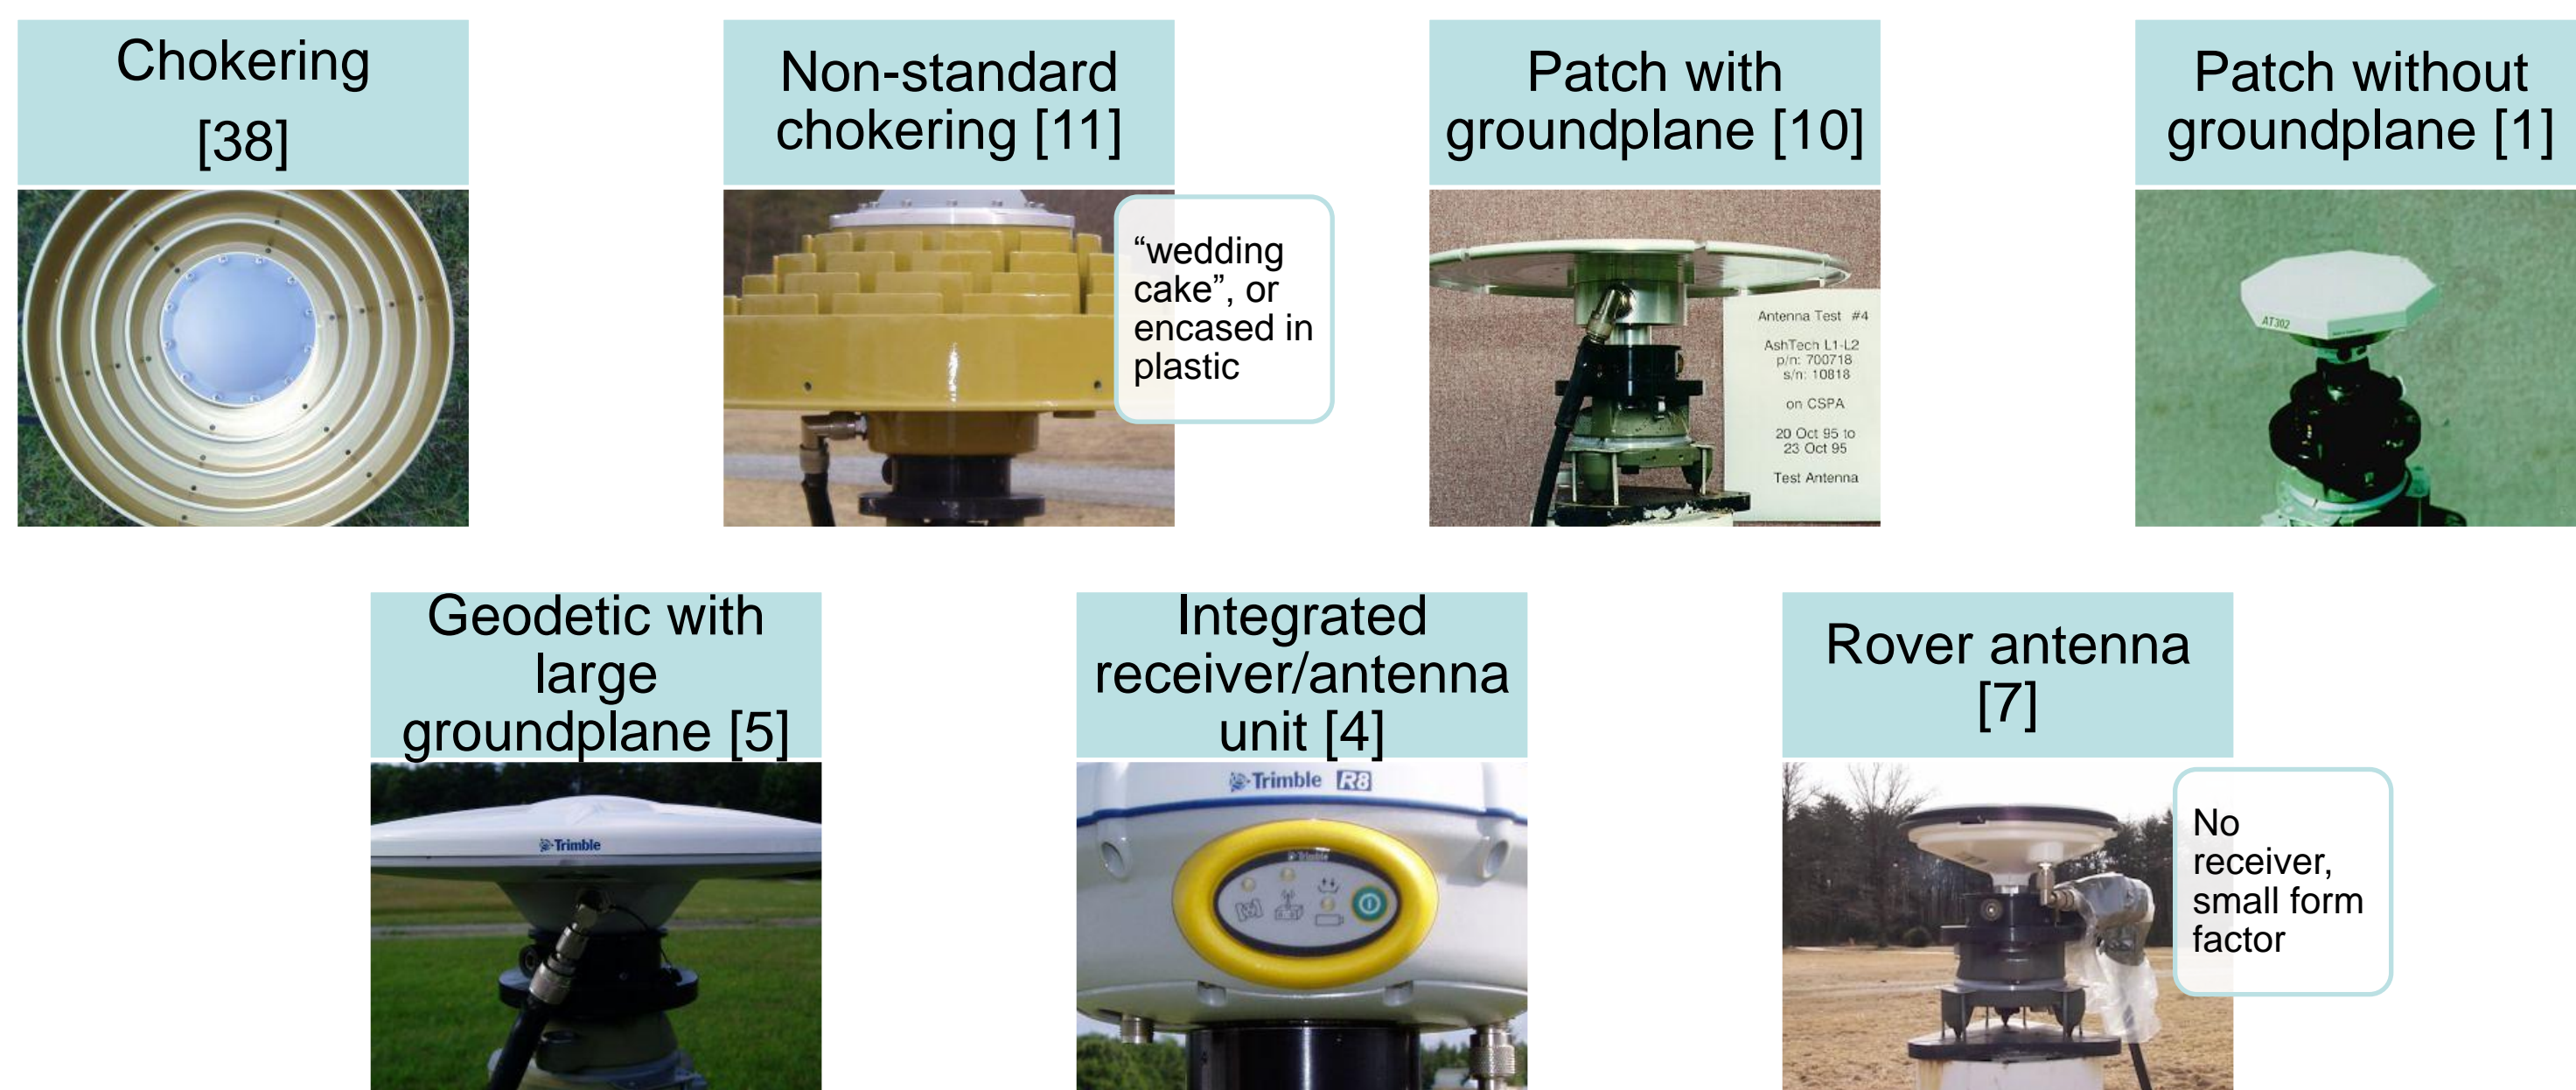 Chokering
[38]
Non-standard
chokering [11]
"wedding
cake", or
encased in
plastic
Patch with
groundplane [10]
Antenna Test #4
AshTech L1-L2
p/n: 700718
s/n: 10818
on CSPA
20 Oct 95 to
23 Oct 95
Test Antenna
Patch without
groundplane [1]
AT302
Geodetic with
large
groundplane [5]
Trimble
Integrated
receiver/antenna
unit [4]
Trimble R8
Trimble
Rover antenna
[7]
No
receiver,
small form
factor